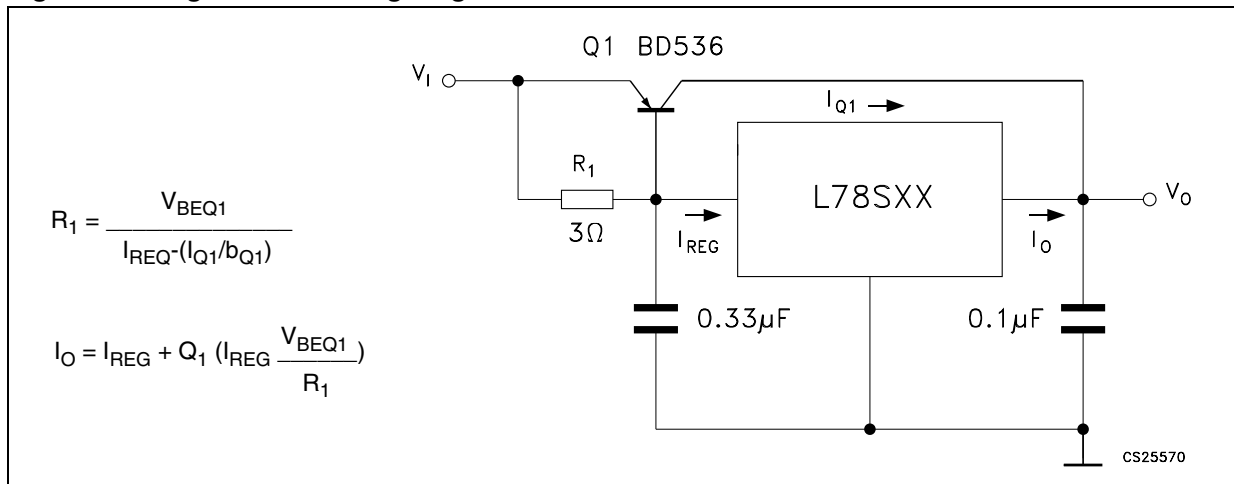 Q1 BD536
V_I
I_Q1
R_1
3Ω
I_REG
L78SXX
V_O
I_O
0.33µF
0.1µF
R_1 = V_BEQ1
I_REQ-(I_Q1/b_Q1)
I_O = I_REG + Q_1 (I_REG V_BEQ1 )
R_1
CS25570